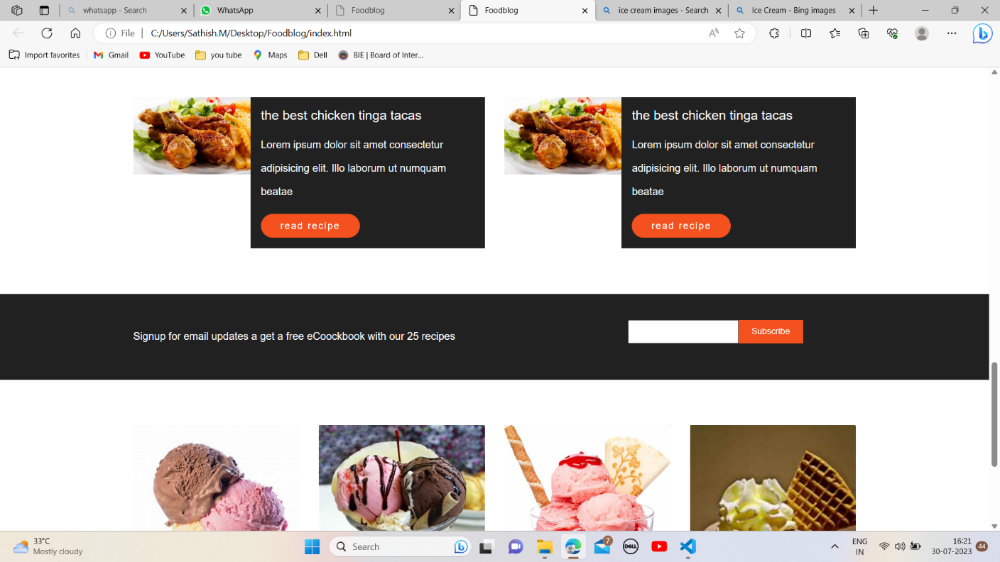 whatsapp - Search
WhatsApp
Foodblog
Foodblog
ice cream images - Search
Ice Cream - Bing images
File
C:/Users/Sathish.M/Desktop/Foodblog/index.html
Import favorites
Gmail
YouTube
you tube
Maps
Dell
BIE | Board of Inter...
the best chicken tinga tacas
Lorem ipsum dolor sit amet consectetur
adipisicing elit. Illo laborum ut numquam
beatae
read recipe
the best chicken tinga tacas
Lorem ipsum dolor sit amet consectetur
adipisicing elit. Illo laborum ut numquam
beatae
read recipe
Signup for email updates a get a free eCoockbook with our 25 recipes
Subscribe
33°C
Mostly cloudy
Search
7
DELL
ENG
IN
16:21
30-07-2023
44